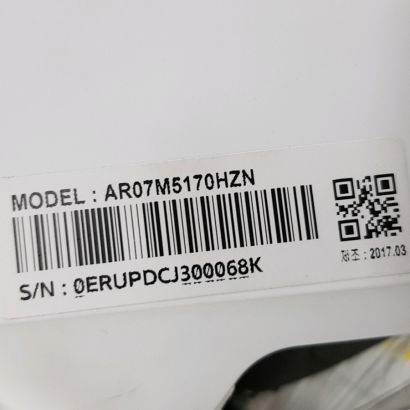 MODEL : AR07M5170HZN
S/N : 0ERUPDCJ300068K
제조 : 2017.03